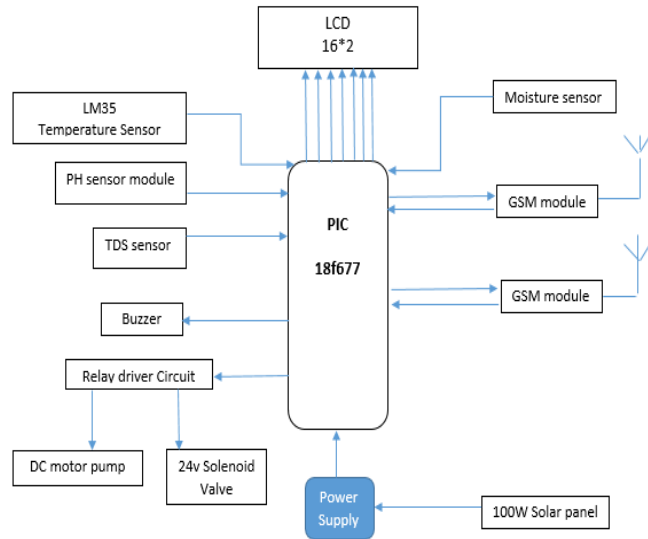 LCD
16*2
LM35
Temperature Sensor
Moisture sensor
PH sensor module
GSM module
PIC
18f677
TDS sensor
GSM module
Buzzer
Relay driver Circuit
DC motor pump
24v Solenoid
Valve
Power
Supply
100W Solar panel